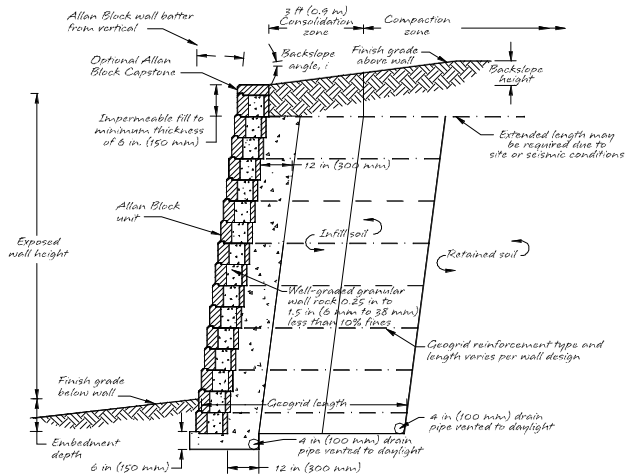 Allan Block wall batter
from vertical
3 ft (0.9 m)
Consolidation
zone
Compaction
zone
Optional Allan
Block Capstone
Backslope
angle, i
Finish grade
above wall
Backslope
height
Impermeable fill to
minimum thickness
of 6 in. (150 mm)
Extended length may
be required due to
site or seismic conditions
12 in (300 mm)
Allan Block
unit
Exposed
wall height
Infill soil
Retained soil
Well-graded granular
wall rock 0.25 in to
1.5 in (6 mm to 38 mm)
less than 10% fines
Geogrid reinforcement type and
length varies per wall design
Finish grade
below wall
Geogrid length
4 in (100 mm) drain
pipe vented to daylight
Embedment
depth
4 in (100 mm) drain
pipe vented to daylight
6 in (150 mm)
12 in (300 mm)